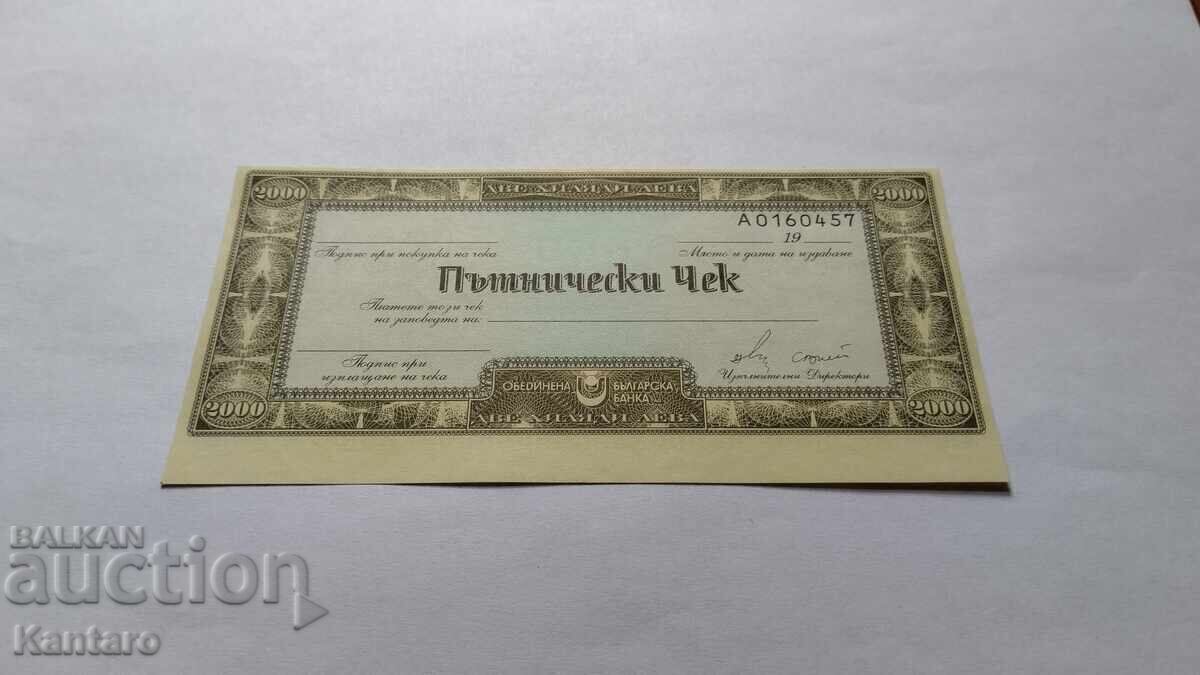 2000 ДВЕ ХИЛЯДИ ЛЕВА 2000
А0160457
19
Подпис при покупка на чека
Място и дата на издаване
Пътнически Чек
Платете този чек
на заповедта на:
Подпис при
изплащане на чека
Изпълнителни Директори
ОБЕДИНЕНА БЪЛГАРСКА
БАНКА
2000 ДВЕ ХИЛЯДИ ЛЕВА 2000
BALKAN
auction
Kantaro